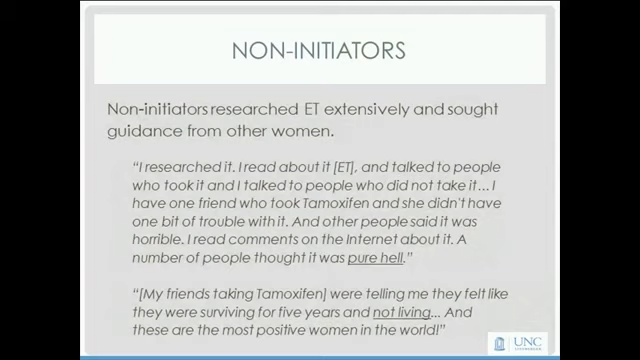 NON-INITIATORS
Non-initiators researched ET extensively and sought
guidance from other women.
“I researched it. I read about it [ET], and talked to people
who took it and I talked to people who did not take it… I
have one friend who took Tamoxifen and she didn't have
one bit of trouble with it. And other people said it was
horrible. I read comments on the Internet about it. A
number of people thought it was pure hell.”
“[My friends taking Tamoxifen] were telling me they felt like
they were surviving for five years and not living... And
these are the most positive women in the world!”
UNC